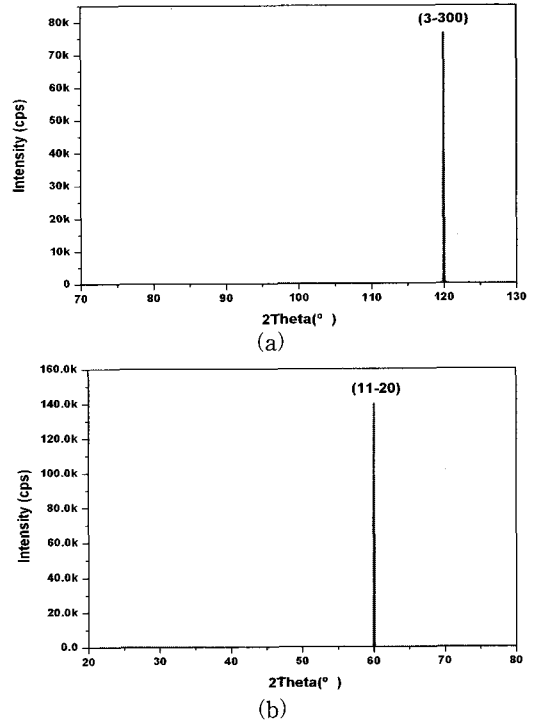 (3-300)
80k
70k
60k
50k
40k
30k
20k
10k
0
Intensity (cps)
70 80 90 100 110 120 130
2Theta(° )
(a)
(11-20)
160.0k
140.0k
120.0k
100.0k
80.0k
60.0k
40.0k
20.0k
0.0
Intensity (cps)
20 30 40 50 60 70 80
2Theta(° )
(b)